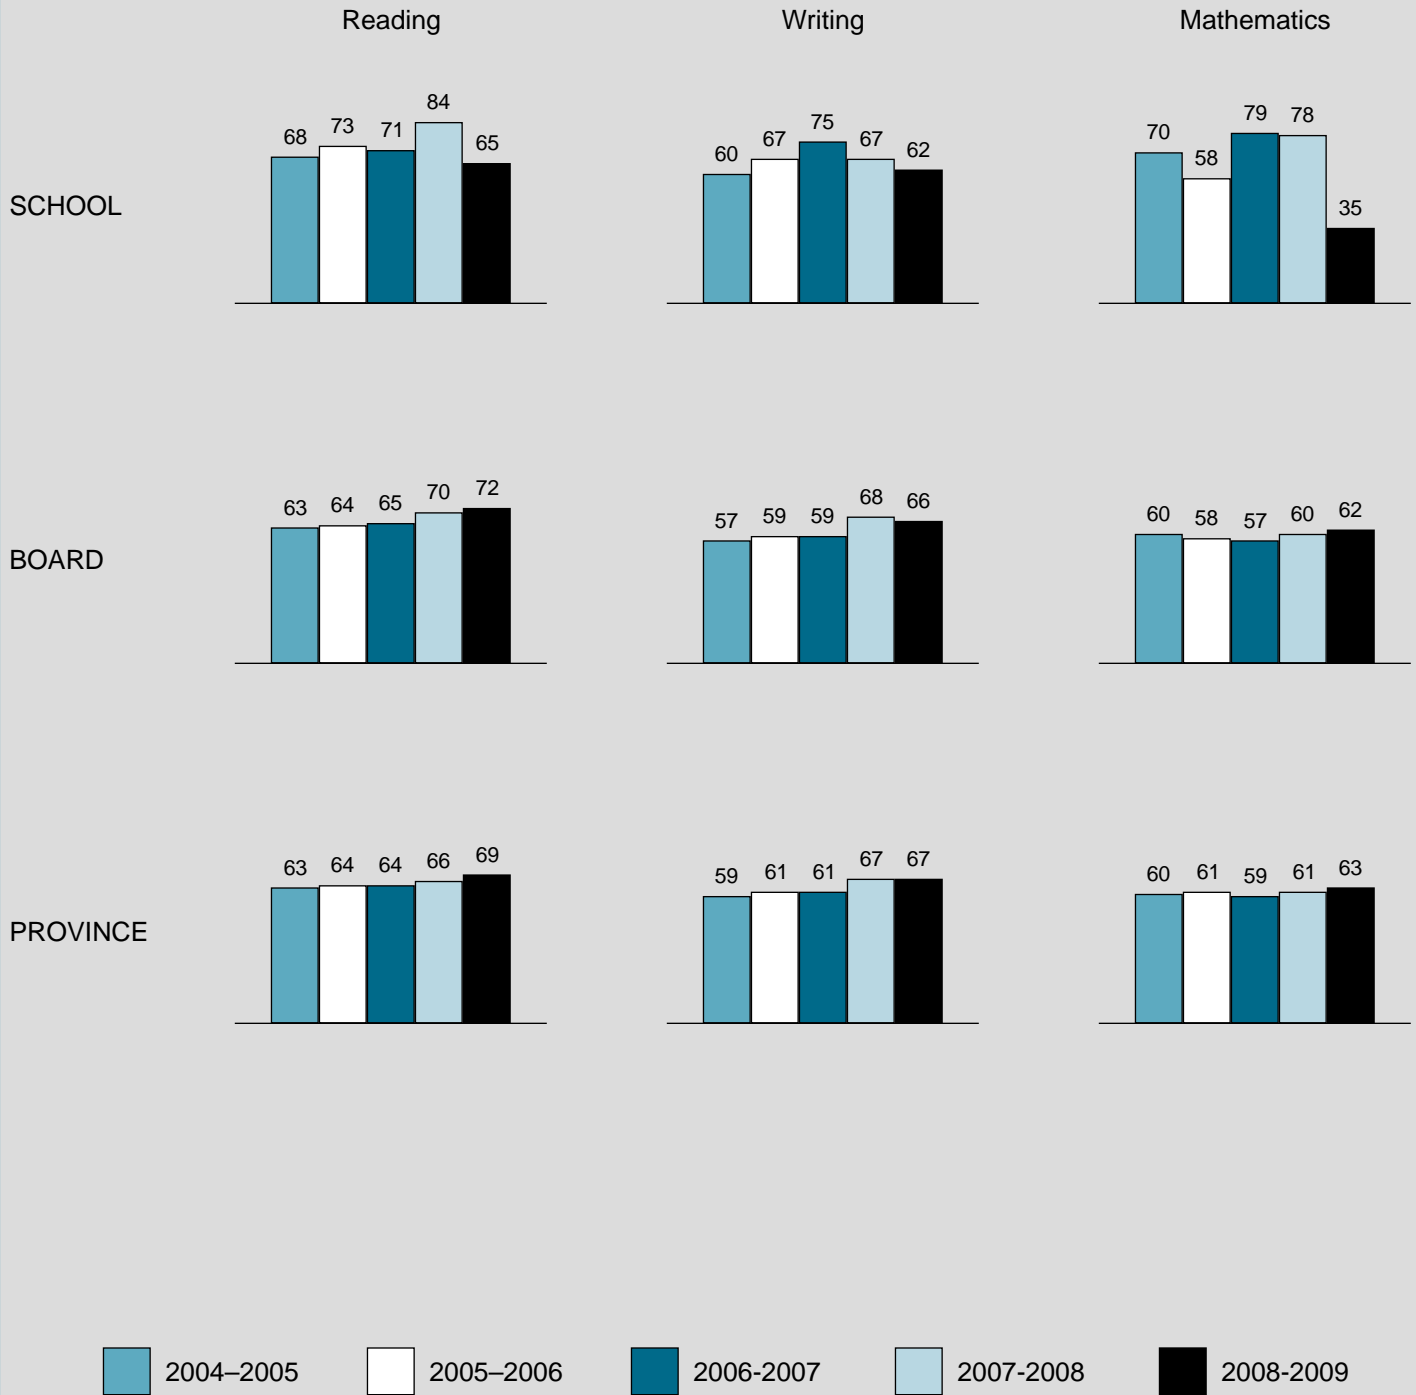 Reading Writing Mathematics
SCHOOL
68 73 71 84 65
60 67 75 67 62
70 58 79 78 35
BOARD
63 64 65 70 72
57 59 59 68 66
60 58 57 60 62
PROVINCE
63 64 64 66 69
59 61 61 67 67
60 61 59 61 63
2004–2005 2005–2006 2006-2007 2007-2008 2008-2009